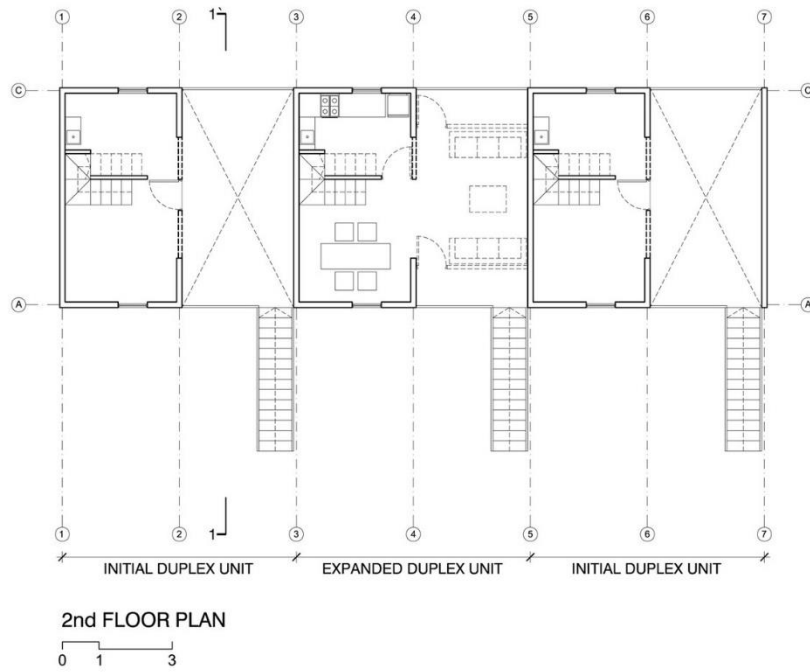 1 2 1' 3 4 5 6 7
C C
A A
1 2 1 3 4 5 6 7
INITIAL DUPLEX UNIT EXPANDED DUPLEX UNIT INITIAL DUPLEX UNIT
2nd FLOOR PLAN
0 1 3